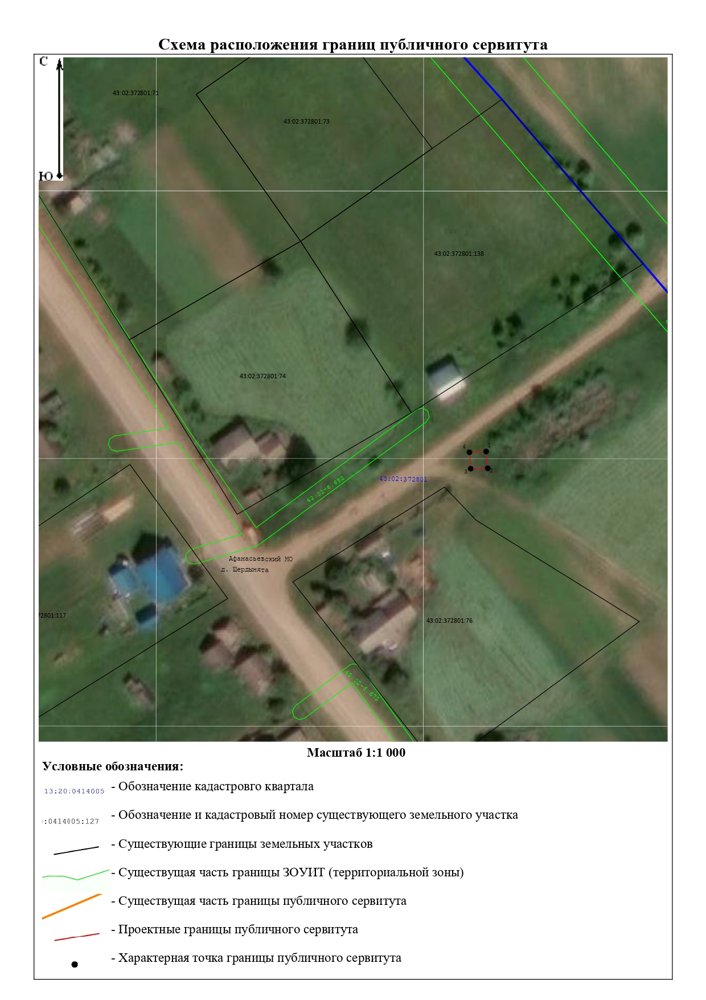 Схема расположения границ публичного сервитута
С
Ю
43:02:372801:71
43:02:372801:73
43:02:372801:138
43:02:372801:74
4
1
3
2
43:02:372801
43:02-6.682
Афанасьевский МО
д. Шердынята
72801:117
43:02:372801:76
43:02-6.673
Масштаб 1:1 000
Условные обозначения:
13:20:0414005 - Обозначение кадастровго квартала
:0414005:127 - Обозначение и кадастровый номер существующего земельного участка
- Существующие границы земельных участков
- Существущая часть границы ЗОУИТ (территориальной зоны)
- Существущая часть границы публичного сервитута
- Проектные границы публичного сервитута
- Характерная точка границы публичного сервитута